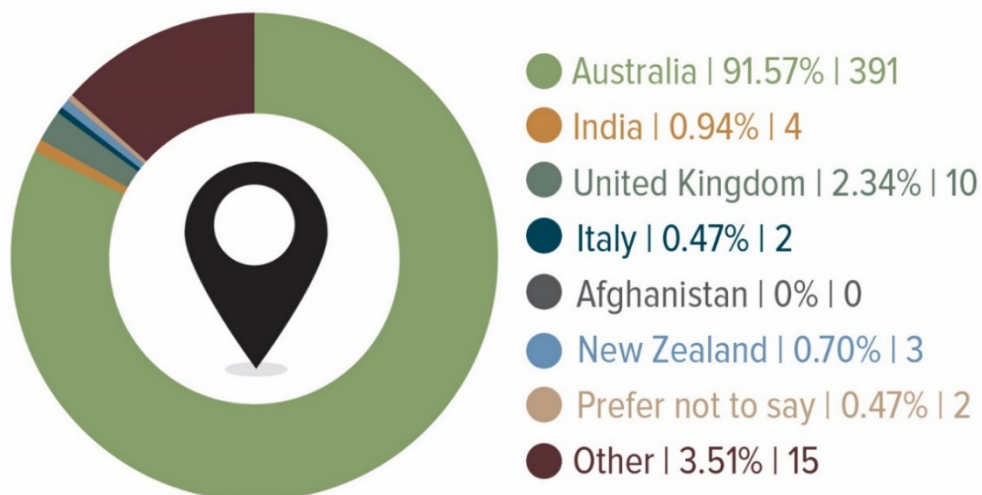 Australia | 91.57% | 391
India | 0.94% | 4
United Kingdom | 2.34% | 10
Italy | 0.47% | 2
Afghanistan | 0% | 0
New Zealand | 0.70% | 3
Prefer not to say | 0.47% | 2
Other | 3.51% | 15